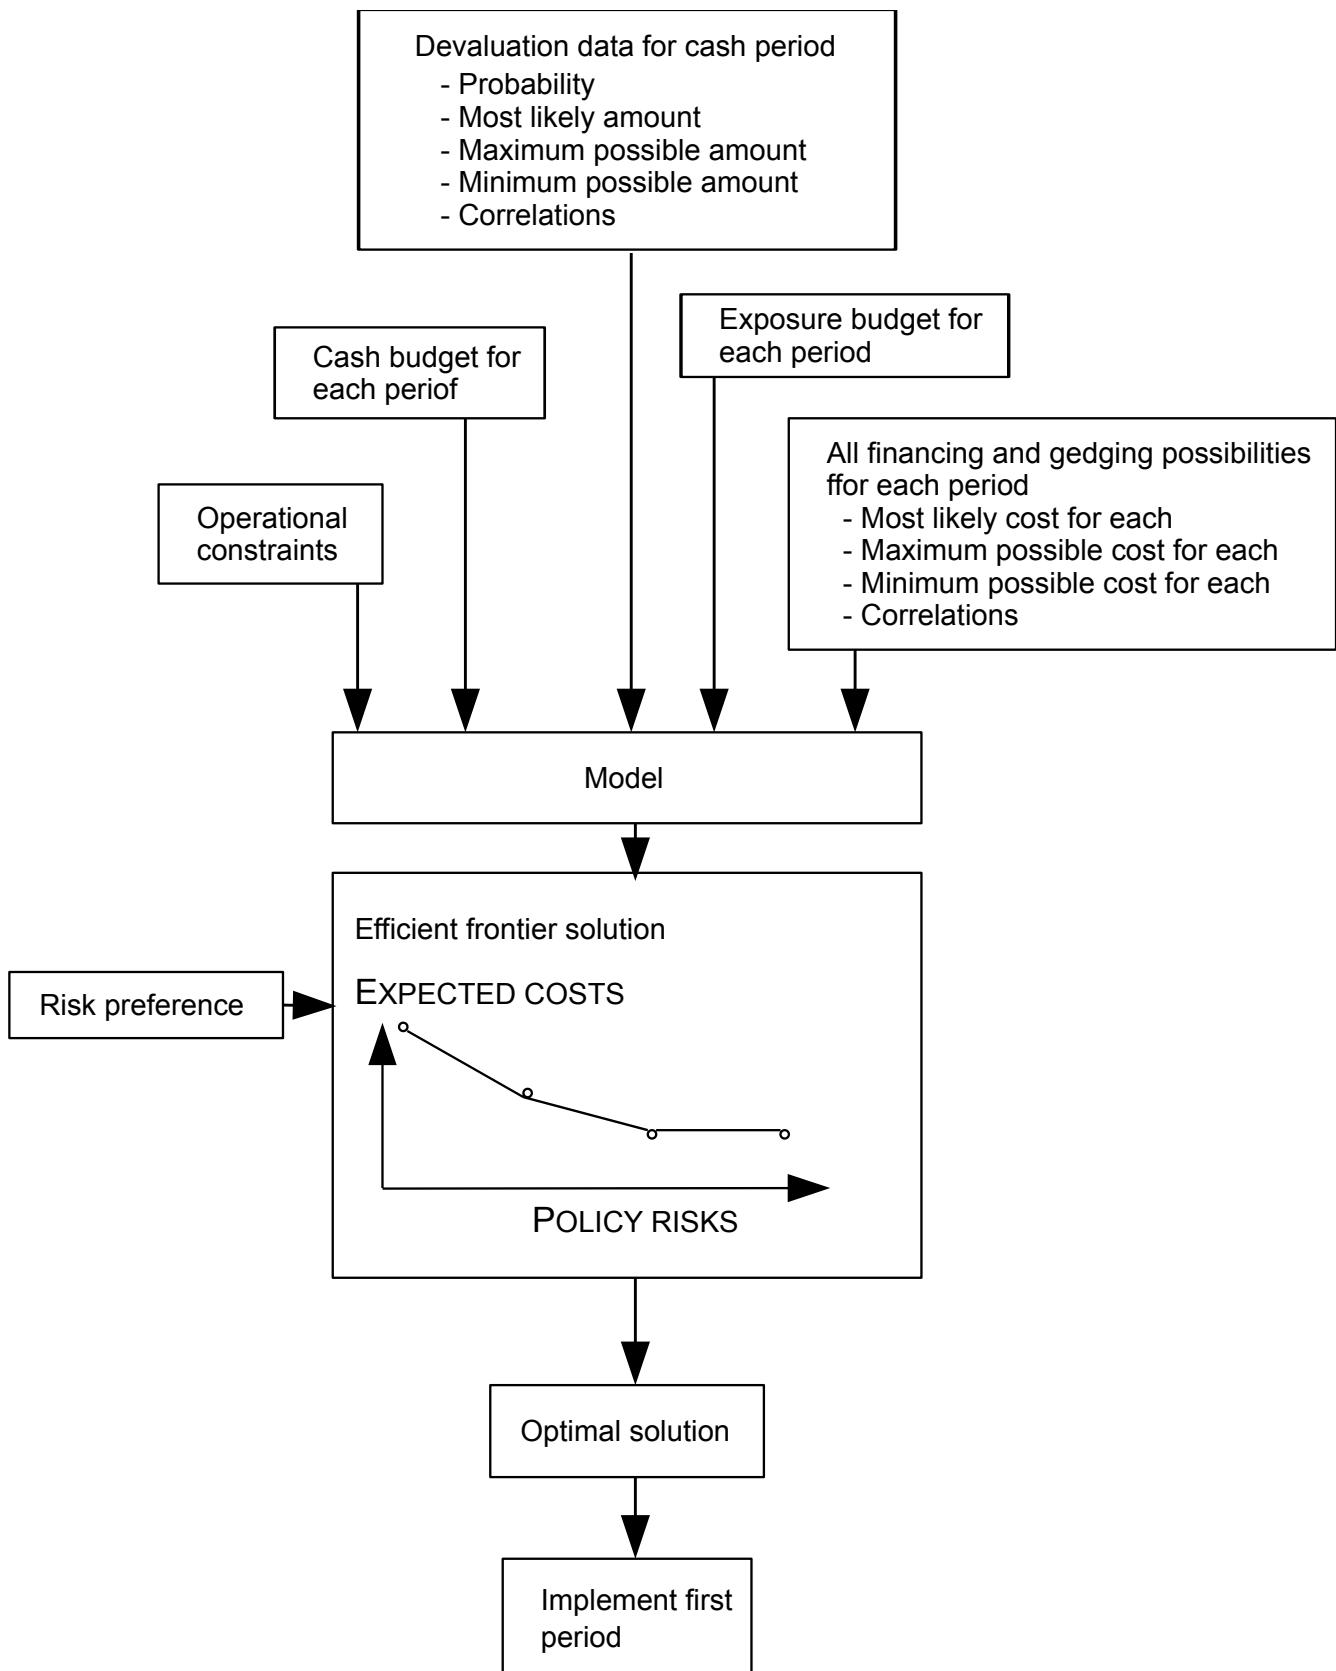 Devaluation data for cash period
- Probability
- Most likely amount
- Maximum possible amount
- Minimum possible amount
- Correlations
Exposure budget for
each period
Cash budget for
each periof
All financing and gedging possibilities
ffor each period
- Most likely cost for each
- Maximum possible cost for each
- Minimum possible cost for each
- Correlations
Operational
constraints
Model
Efficient frontier solution
Risk preference
EXPECTED COSTS
POLICY RISKS
Optimal solution
Implement first
period